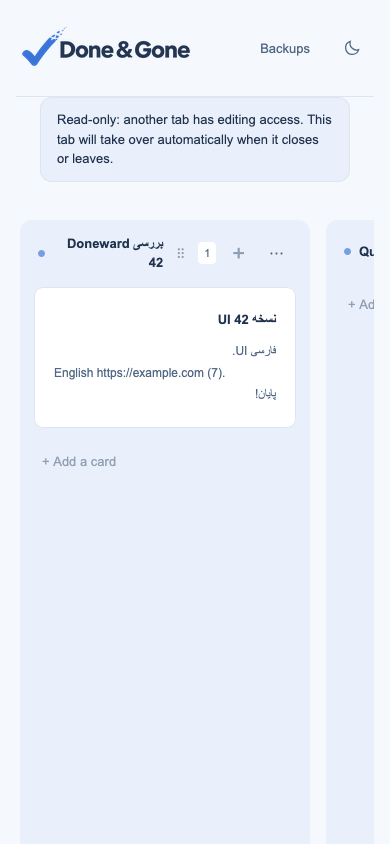 Done & Gone
Backups
Read-only: another tab has editing access. This
tab will take over automatically when it closes
or leaves.
بررسی Doneward
42
1
نسخه UI 42
فارسی UI.
English https://example.com (7).
پایان!
+ Add a card
Qu
+ Ad